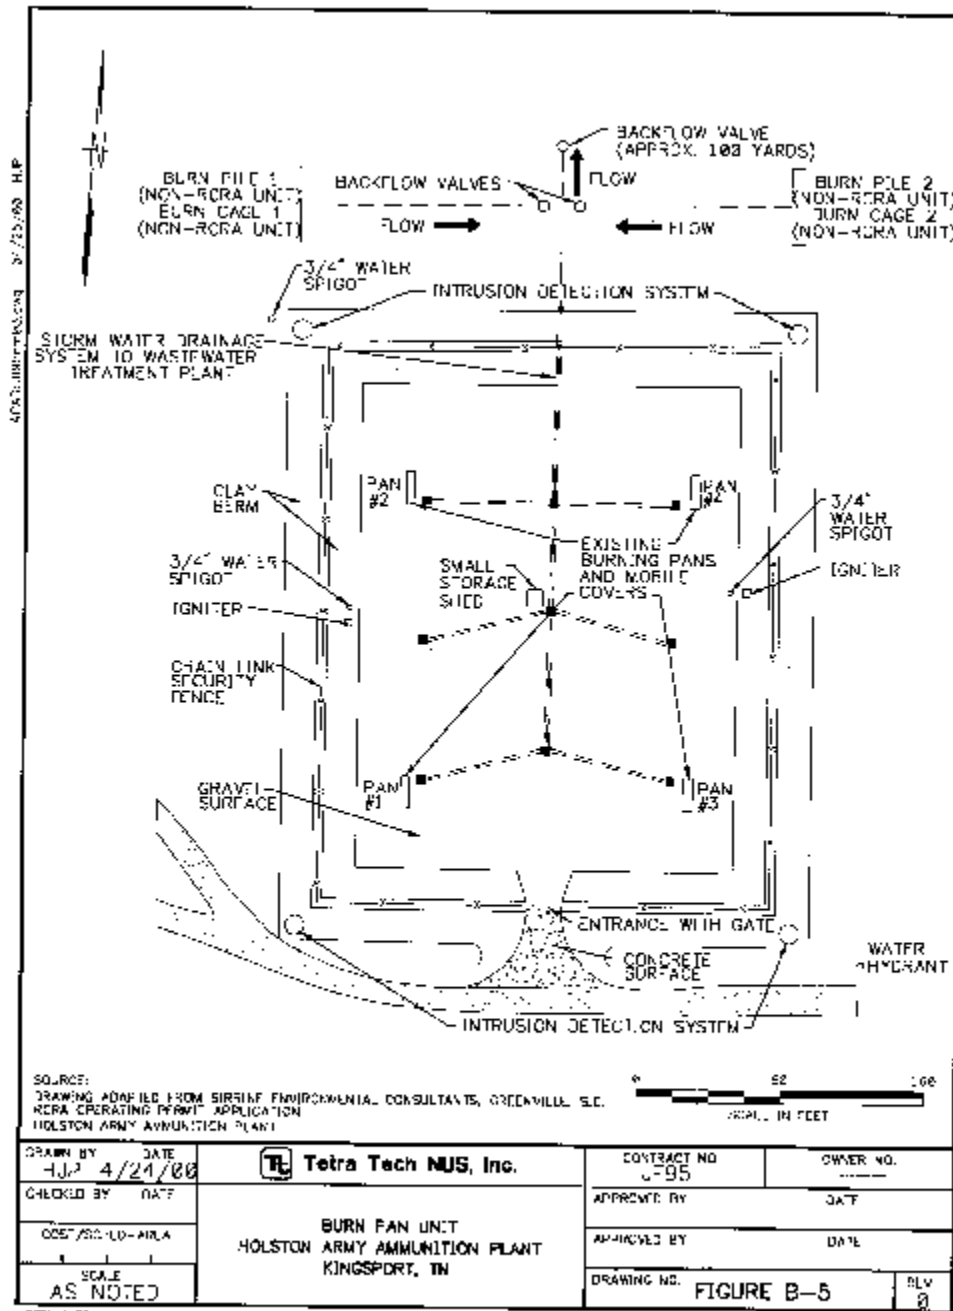 BACKFLOW VALVE
(APPROX. 100 YARDS)
BURN PILE 1
(NON-RCRA UNIT)
BURN CAGE 1
(NON-RCRA UNIT)
BACKFLOW VALVES
FLOW
BURN PILE 2
(NON-RCRA UNIT)
BURN CAGE 2
(NON-RCRA UNIT)
FLOW
FLOW
3/4" WATER
SPIGOT
INTRUSION DETECTION SYSTEM
STORM WATER DRAINAGE
SYSTEM TO WASTEWATER
TREATMENT PLANT
PAN
#2
PAN
CLAY
BERM
3/4"
WATER
SPIGOT
EXISTING
BURNING PANS
AND MOBILE
COVERS
3/4" WATER
SPIGOT
SMALL
STORAGE
SHED
IGNITER
IGNITER
CHAIN LINK
SECURITY
FENCE
GRAVEL
SURFACE
PAN
#1
PAN
#3
ENTRANCE WITH GATE
CONCRETE
SURFACE
WATER
HYDRANT
INTRUSION DETECTION SYSTEM
SOURCE:
DRAWING ADAPTED FROM SIRRINE ENVIRONMENTAL CONSULTANTS, GREENVILLE, S.C.
RCRA OPERATING PERMIT APPLICATION
HOLSTON ARMY AMMUNITION PLANT
0 160
SCALE IN FEET
DRAWN BY DATE
HJP 4/24/00
Tetra Tech NUS, Inc.
CONTRACT NO.
OWNER NO.
CHECKED BY DATE
APPROVED BY DATE
COST/SCHED-AREA
BURN PAN UNIT
HOLSTON ARMY AMMUNITION PLANT
KINGSPORT, TN
APPROVED BY DATE
SCALE
AS NOTED
DRAWING NO.
FIGURE B-5
REV
0